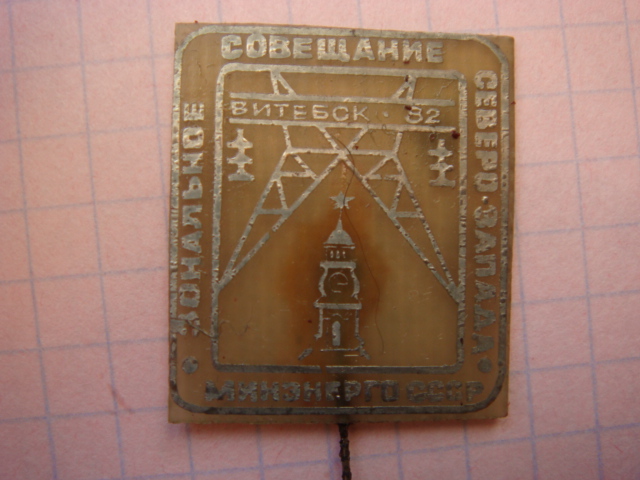 ЗОНАЛЬНОЕ
СОВЕЩАНИЕ
СЕВЕРО-ЗАПАДА
МИНЭНЕРГО СССР
ВИТЕБСК · 82